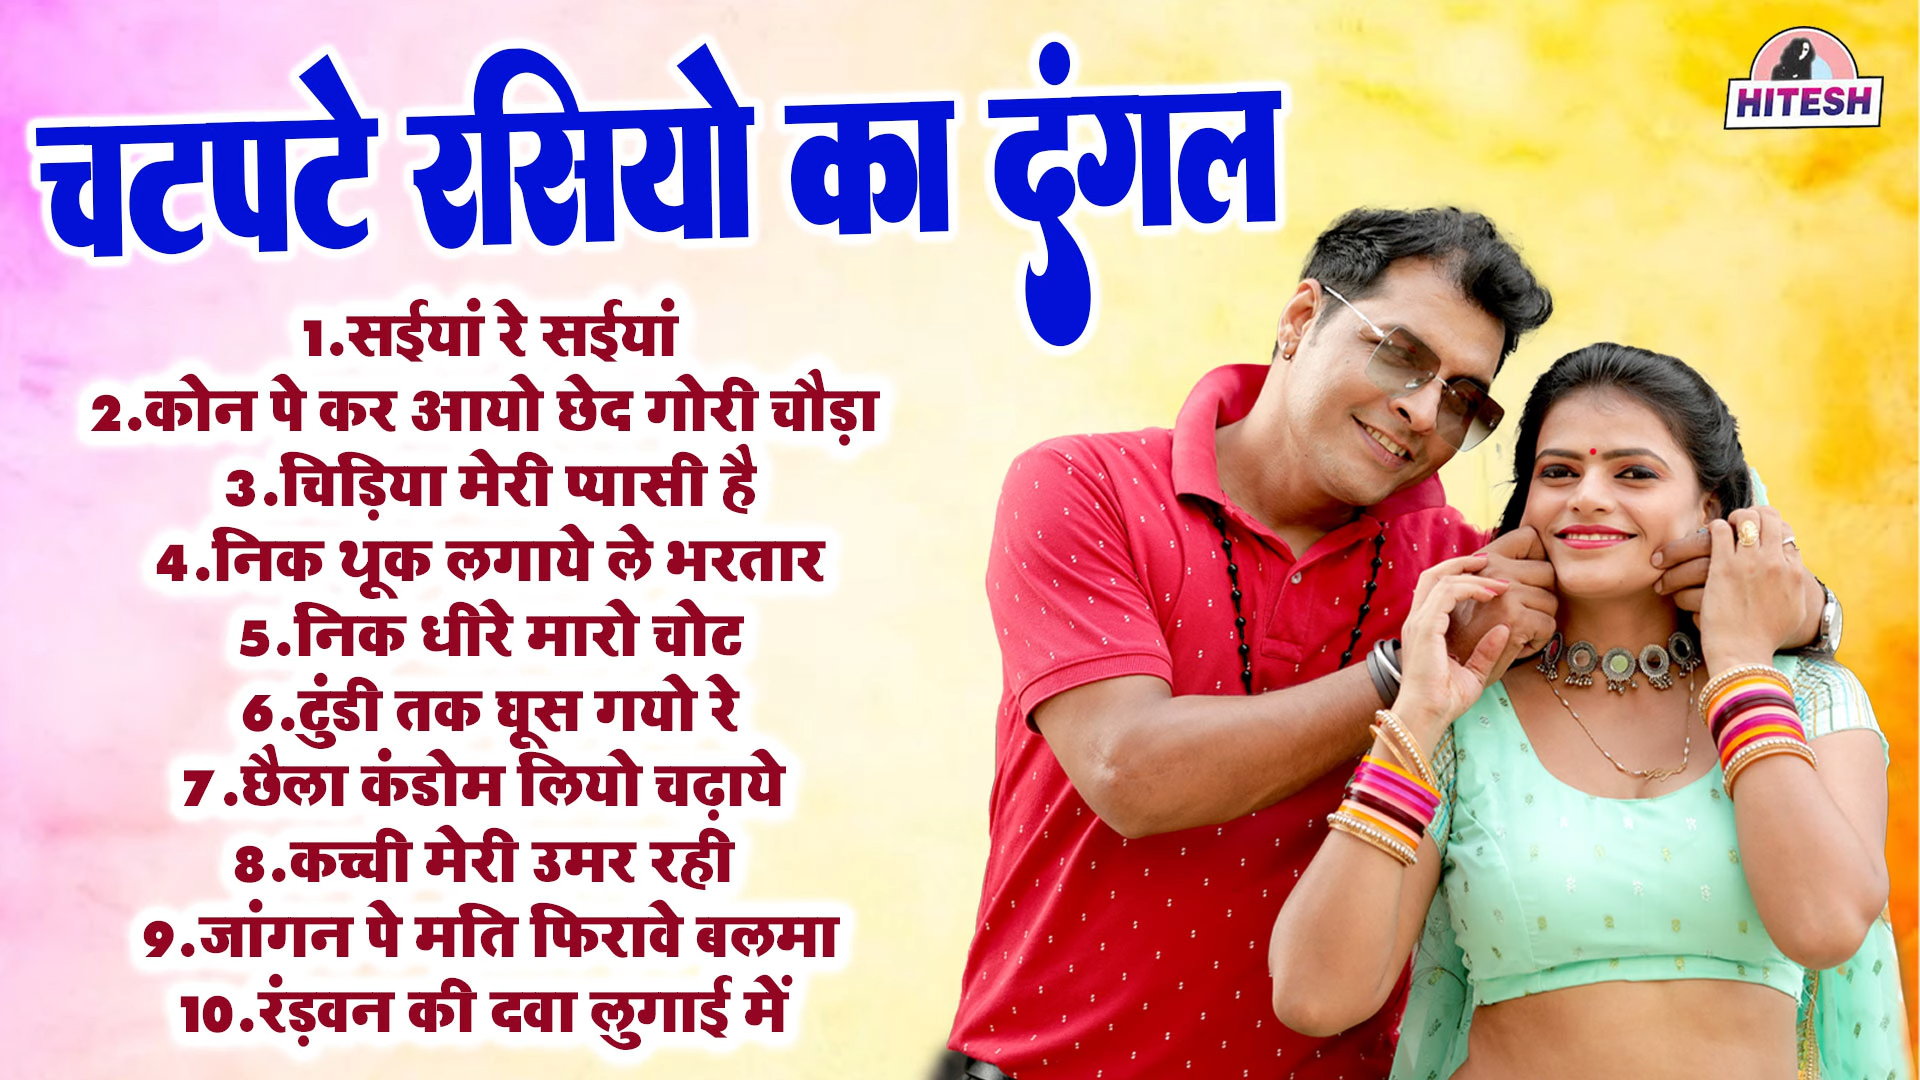 चटपटे रसियो का दंगल
HITESH
1.सईयां रे सईयां
2.कोन पे कर आयो छेद गोरी चौड़ा
3.चिड़िया मेरी प्यासी है
4.निक थूक लगाये ले भरतार
5.निक धीरे मारो चोट
6.टुंडी तक घूस गयो रे
7.छैला कंडोम लियो चढ़ाये
8.कच्ची मेरी उमर रही
9.जांगन पे मति फिरावे बलमा
10.रंड़वन की दवा लुगाई में